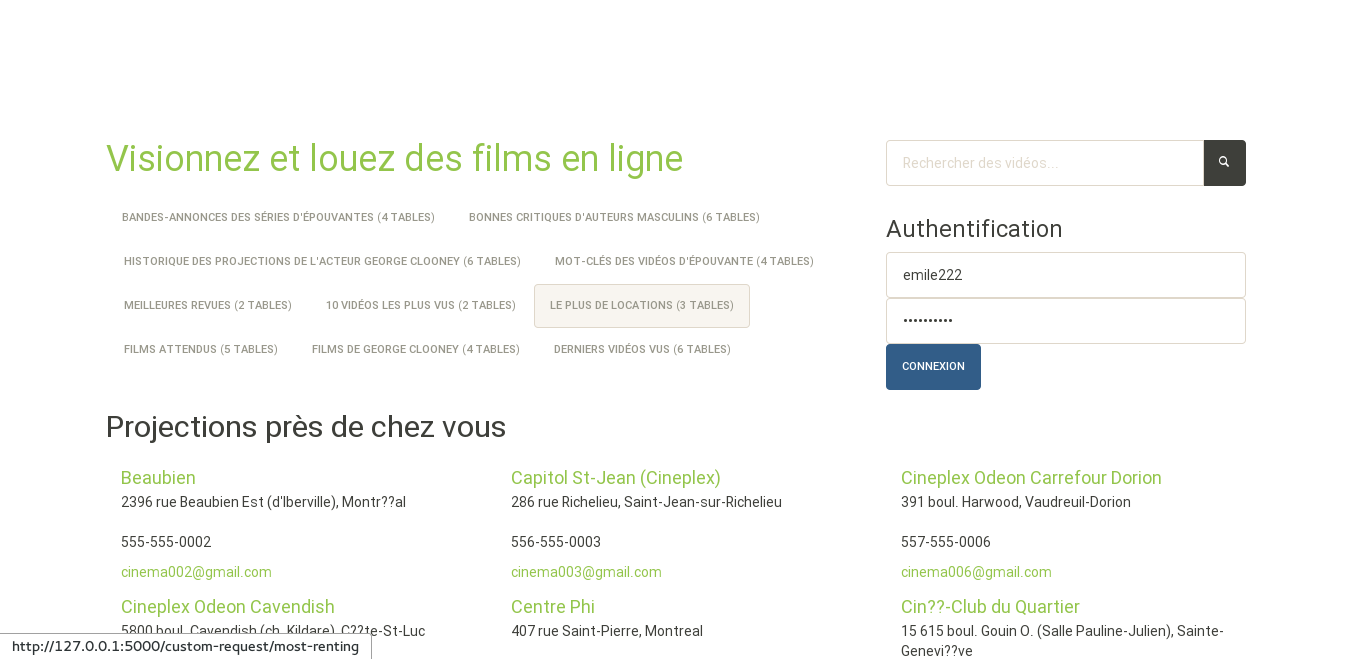 Visionnez et louez des films en ligne
Rechercher des vidéos...
BANDES-ANNONCES DES SÉRIES D'ÉPOUVANTES (4 TABLES)
BONNES CRITIQUES D'AUTEURS MASCULINS (6 TABLES)
HISTORIQUE DES PROJECTIONS DE L'ACTEUR GEORGE CLOONEY (6 TABLES)
MOT-CLÉS DES VIDÉOS D'ÉPOUVANTE (4 TABLES)
MEILLEURES REVUES (2 TABLES)
10 VIDÉOS LES PLUS VUS (2 TABLES)
LE PLUS DE LOCATIONS (3 TABLES)
FILMS ATTENDUS (5 TABLES)
FILMS DE GEORGE CLOONEY (4 TABLES)
DERNIERS VIDÉOS VUS (6 TABLES)
Authentification
emile222
••••••••••
CONNEXION
Projections près de chez vous
Beaubien
2396 rue Beaubien Est (d'Iberville), Montr??al
555-555-0002
cinema002@gmail.com
Capitol St-Jean (Cineplex)
286 rue Richelieu, Saint-Jean-sur-Richelieu
556-555-0003
cinema003@gmail.com
Cineplex Odeon Carrefour Dorion
391 boul. Harwood, Vaudreuil-Dorion
557-555-0006
cinema006@gmail.com
Cineplex Odeon Cavendish
5800 boul. Cavendish (ch. Kildare), C??te-St-Luc
Centre Phi
407 rue Saint-Pierre, Montreal
Cin??-Club du Quartier
15 615 boul. Gouin O. (Salle Pauline-Julien), Sainte-
Genevi??ve
http://127.0.0.1:5000/custom-request/most-renting